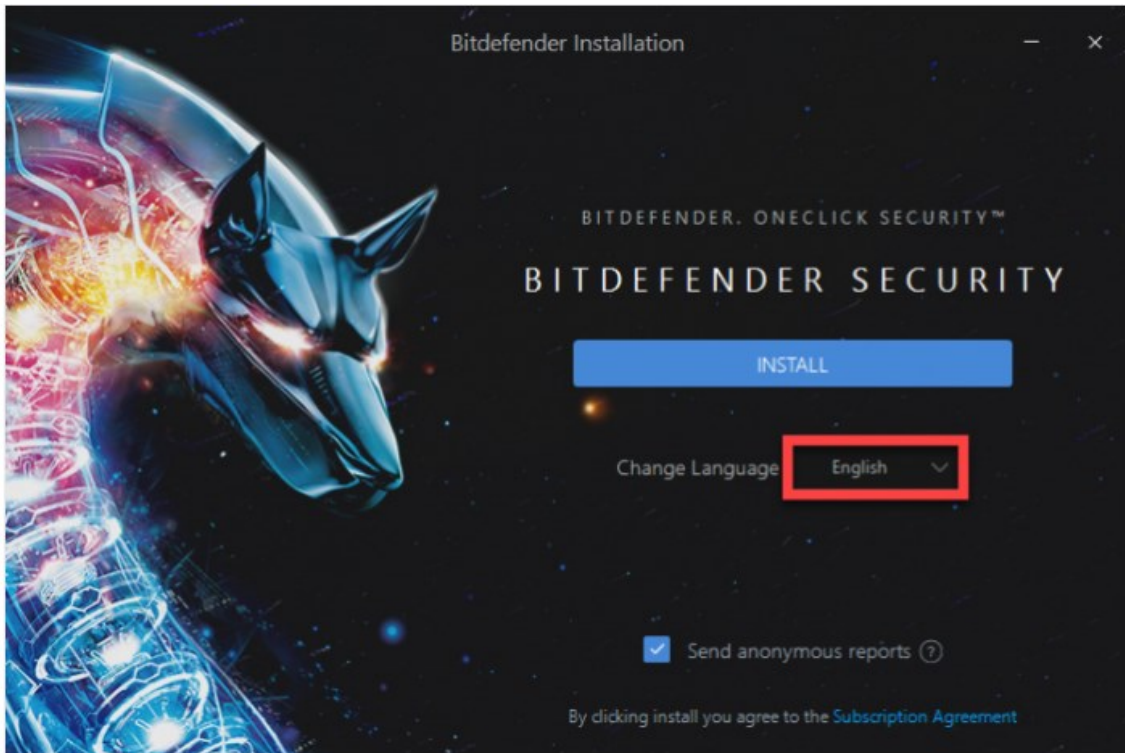 Bitdefender Installation
BITDEFENDER. ONECLICK SECURITY™
BITDEFENDER SECURITY
INSTALL
Change Language English
Send anonymous reports ?
By clicking install you agree to the Subscription Agreement